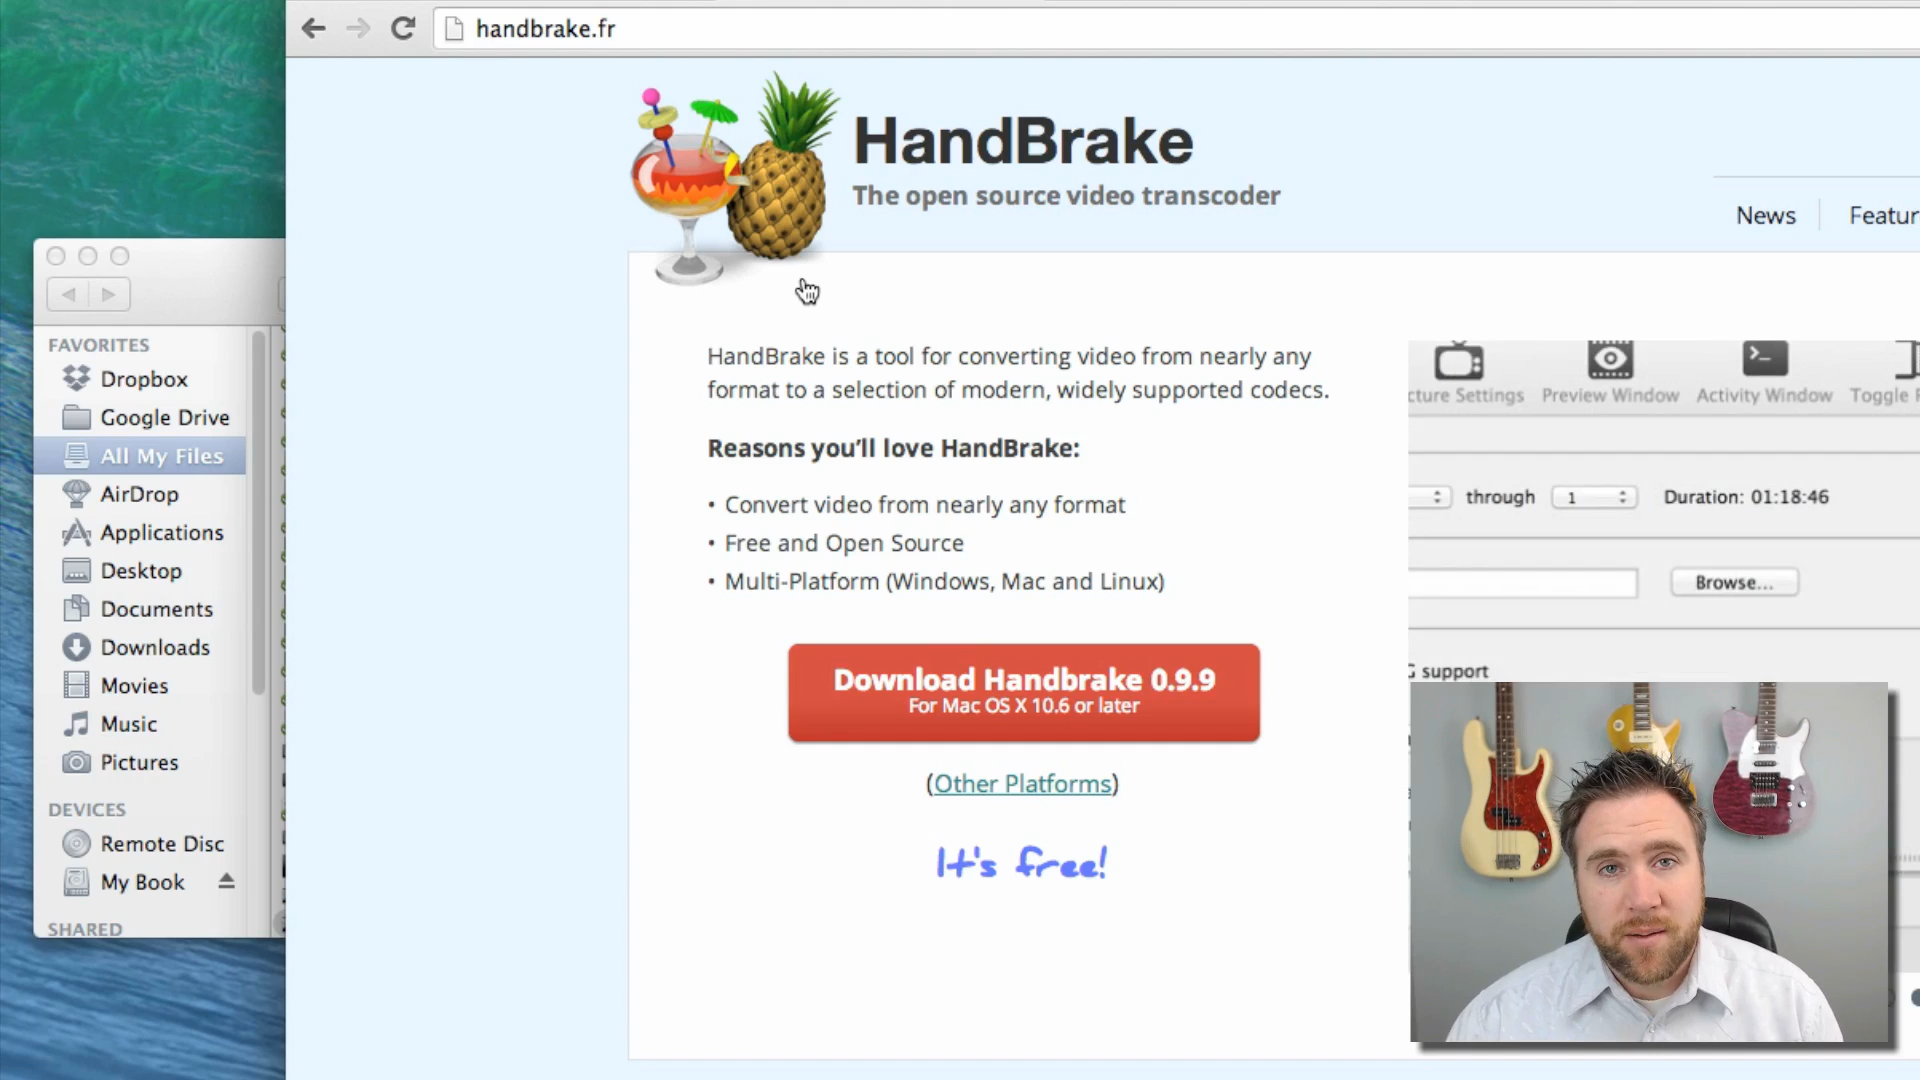 handbrake.fr
HandBrake
The open source video transcoder
News
Featur
FAVORITES
Dropbox
Google Drive
All My Files
AirDrop
Applications
Desktop
Documents
Downloads
Movies
Music
Pictures
DEVICES
Remote Disc
My Book
SHARED
HandBrake is a tool for converting video from nearly any
format to a selection of modern, widely supported codecs.
Reasons you'll love HandBrake:
• Convert video from nearly any format
• Free and Open Source
• Multi-Platform (Windows, Mac and Linux)
Download Handbrake 0.9.9
For Mac OS X 10.6 or later
(Other Platforms)
It's free!
cture Settings
Preview Window
Activity Window
Toggle
through 1 Duration: 01:18:46
Browse...
G support